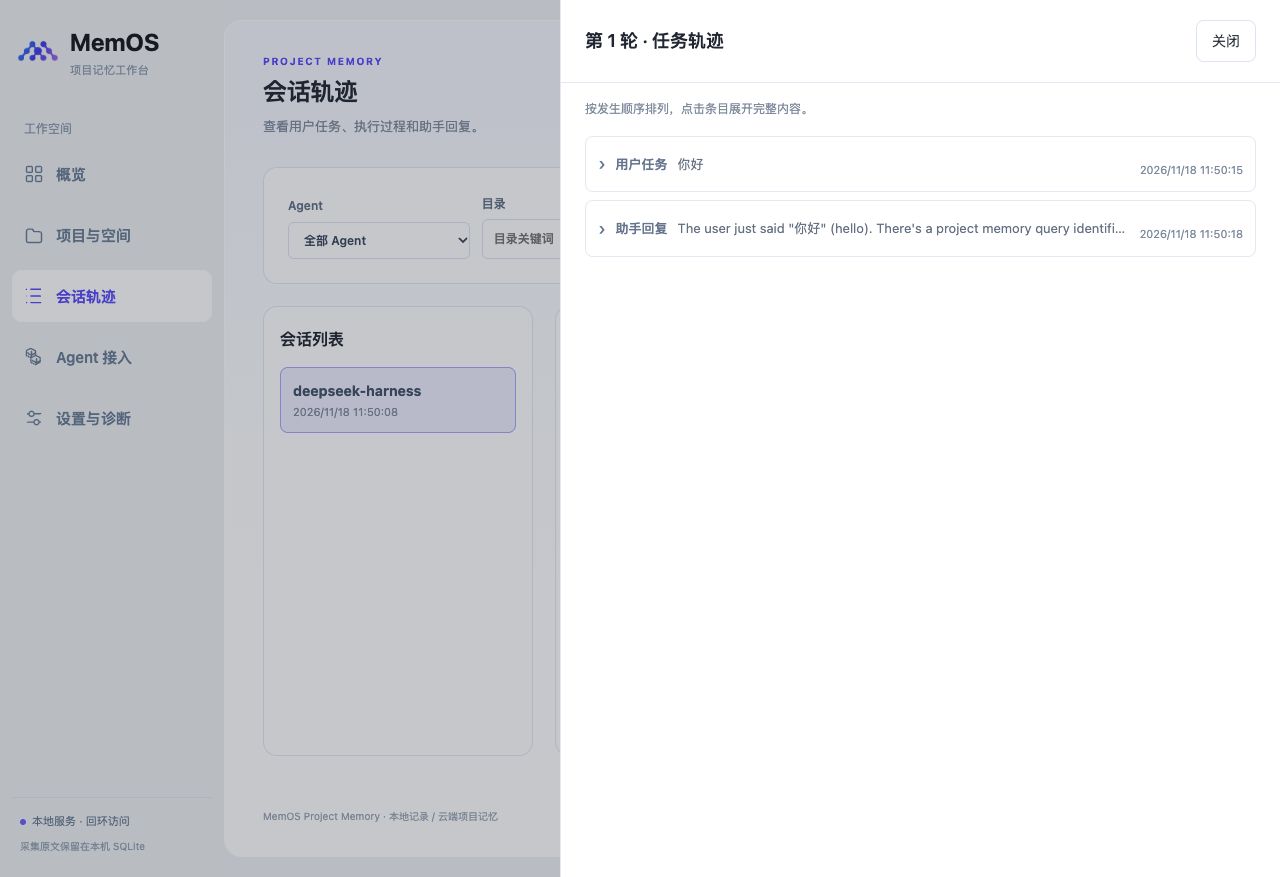 MemOS
项目记忆工作台
工作空间
概览
项目与空间
会话轨迹
Agent 接入
设置与诊断
本地服务 · 回环访问
采集原文保留在本机 SQLite
PROJECT MEMORY
会话轨迹
查看用户任务、执行过程和助手回复。
Agent
目录
全部 Agent
目录关键词
会话列表
deepseek-harness
2026/11/18 11:50:08
MemOS Project Memory · 本地记录 / 云端项目记忆
第 1 轮 · 任务轨迹
关闭
按发生顺序排列，点击条目展开完整内容。
用户任务 你好
2026/11/18 11:50:15
助手回复 The user just said "你好" (hello). There's a project memory query identifi...
2026/11/18 11:50:18